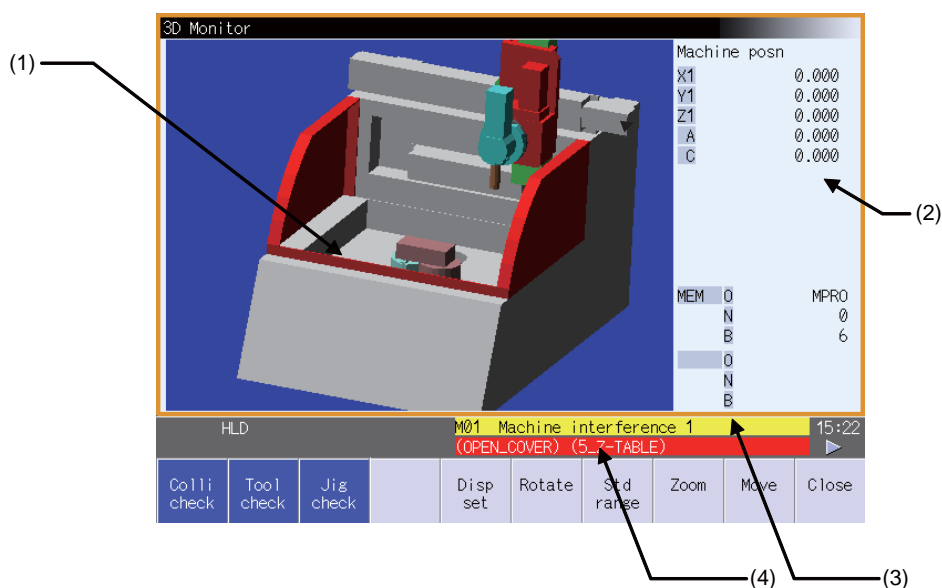 3D Monitor
(1)
Machine posn
X1 0.000
Y1 0.000
Z1 0.000
A 0.000
C 0.000
(2)
MEM O MPRO
N 0
B 6
O
N
B
HLD M01 Machine interference 1 15:22
(OPEN_COVER) (5_Z-TABLE)
Colli check
Tool check
Jig check
Disp set
Rotate
Std range
Zoom
Move
Close
(4)
(3)